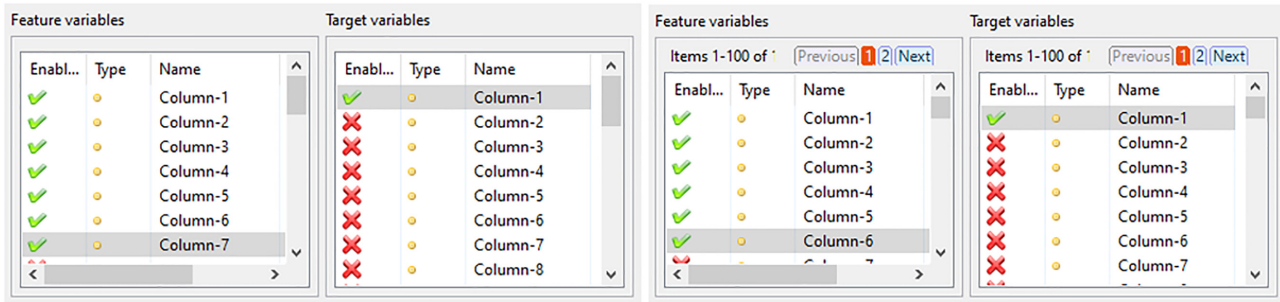 Feature variables
Enabl... Type Name
Column-1
Column-2
Column-3
Column-4
Column-5
Column-6
Column-7
Target variables
Enabl... Type Name
Column-1
Column-2
Column-3
Column-4
Column-5
Column-6
Column-7
Column-8
Feature variables
Items 1-100 of Previous 1 2 Next
Enabl... Type Name
Column-1
Column-2
Column-3
Column-4
Column-5
Column-6
Target variables
Items 1-100 of Previous 1 2 Next
Enabl... Type Name
Column-1
Column-2
Column-3
Column-4
Column-5
Column-6
Column-7